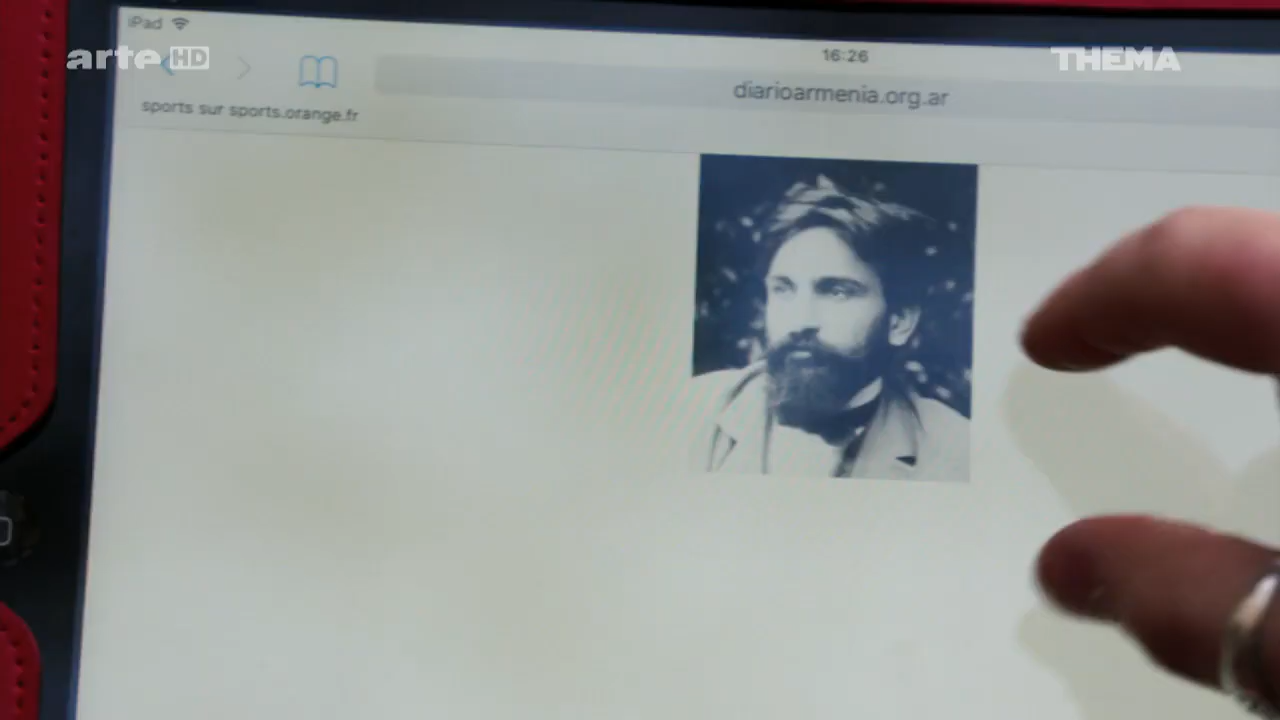 iPad
arte HD
16:26
THEMA
diarioarmenia.org.ar
sports sur sports.orange.fr